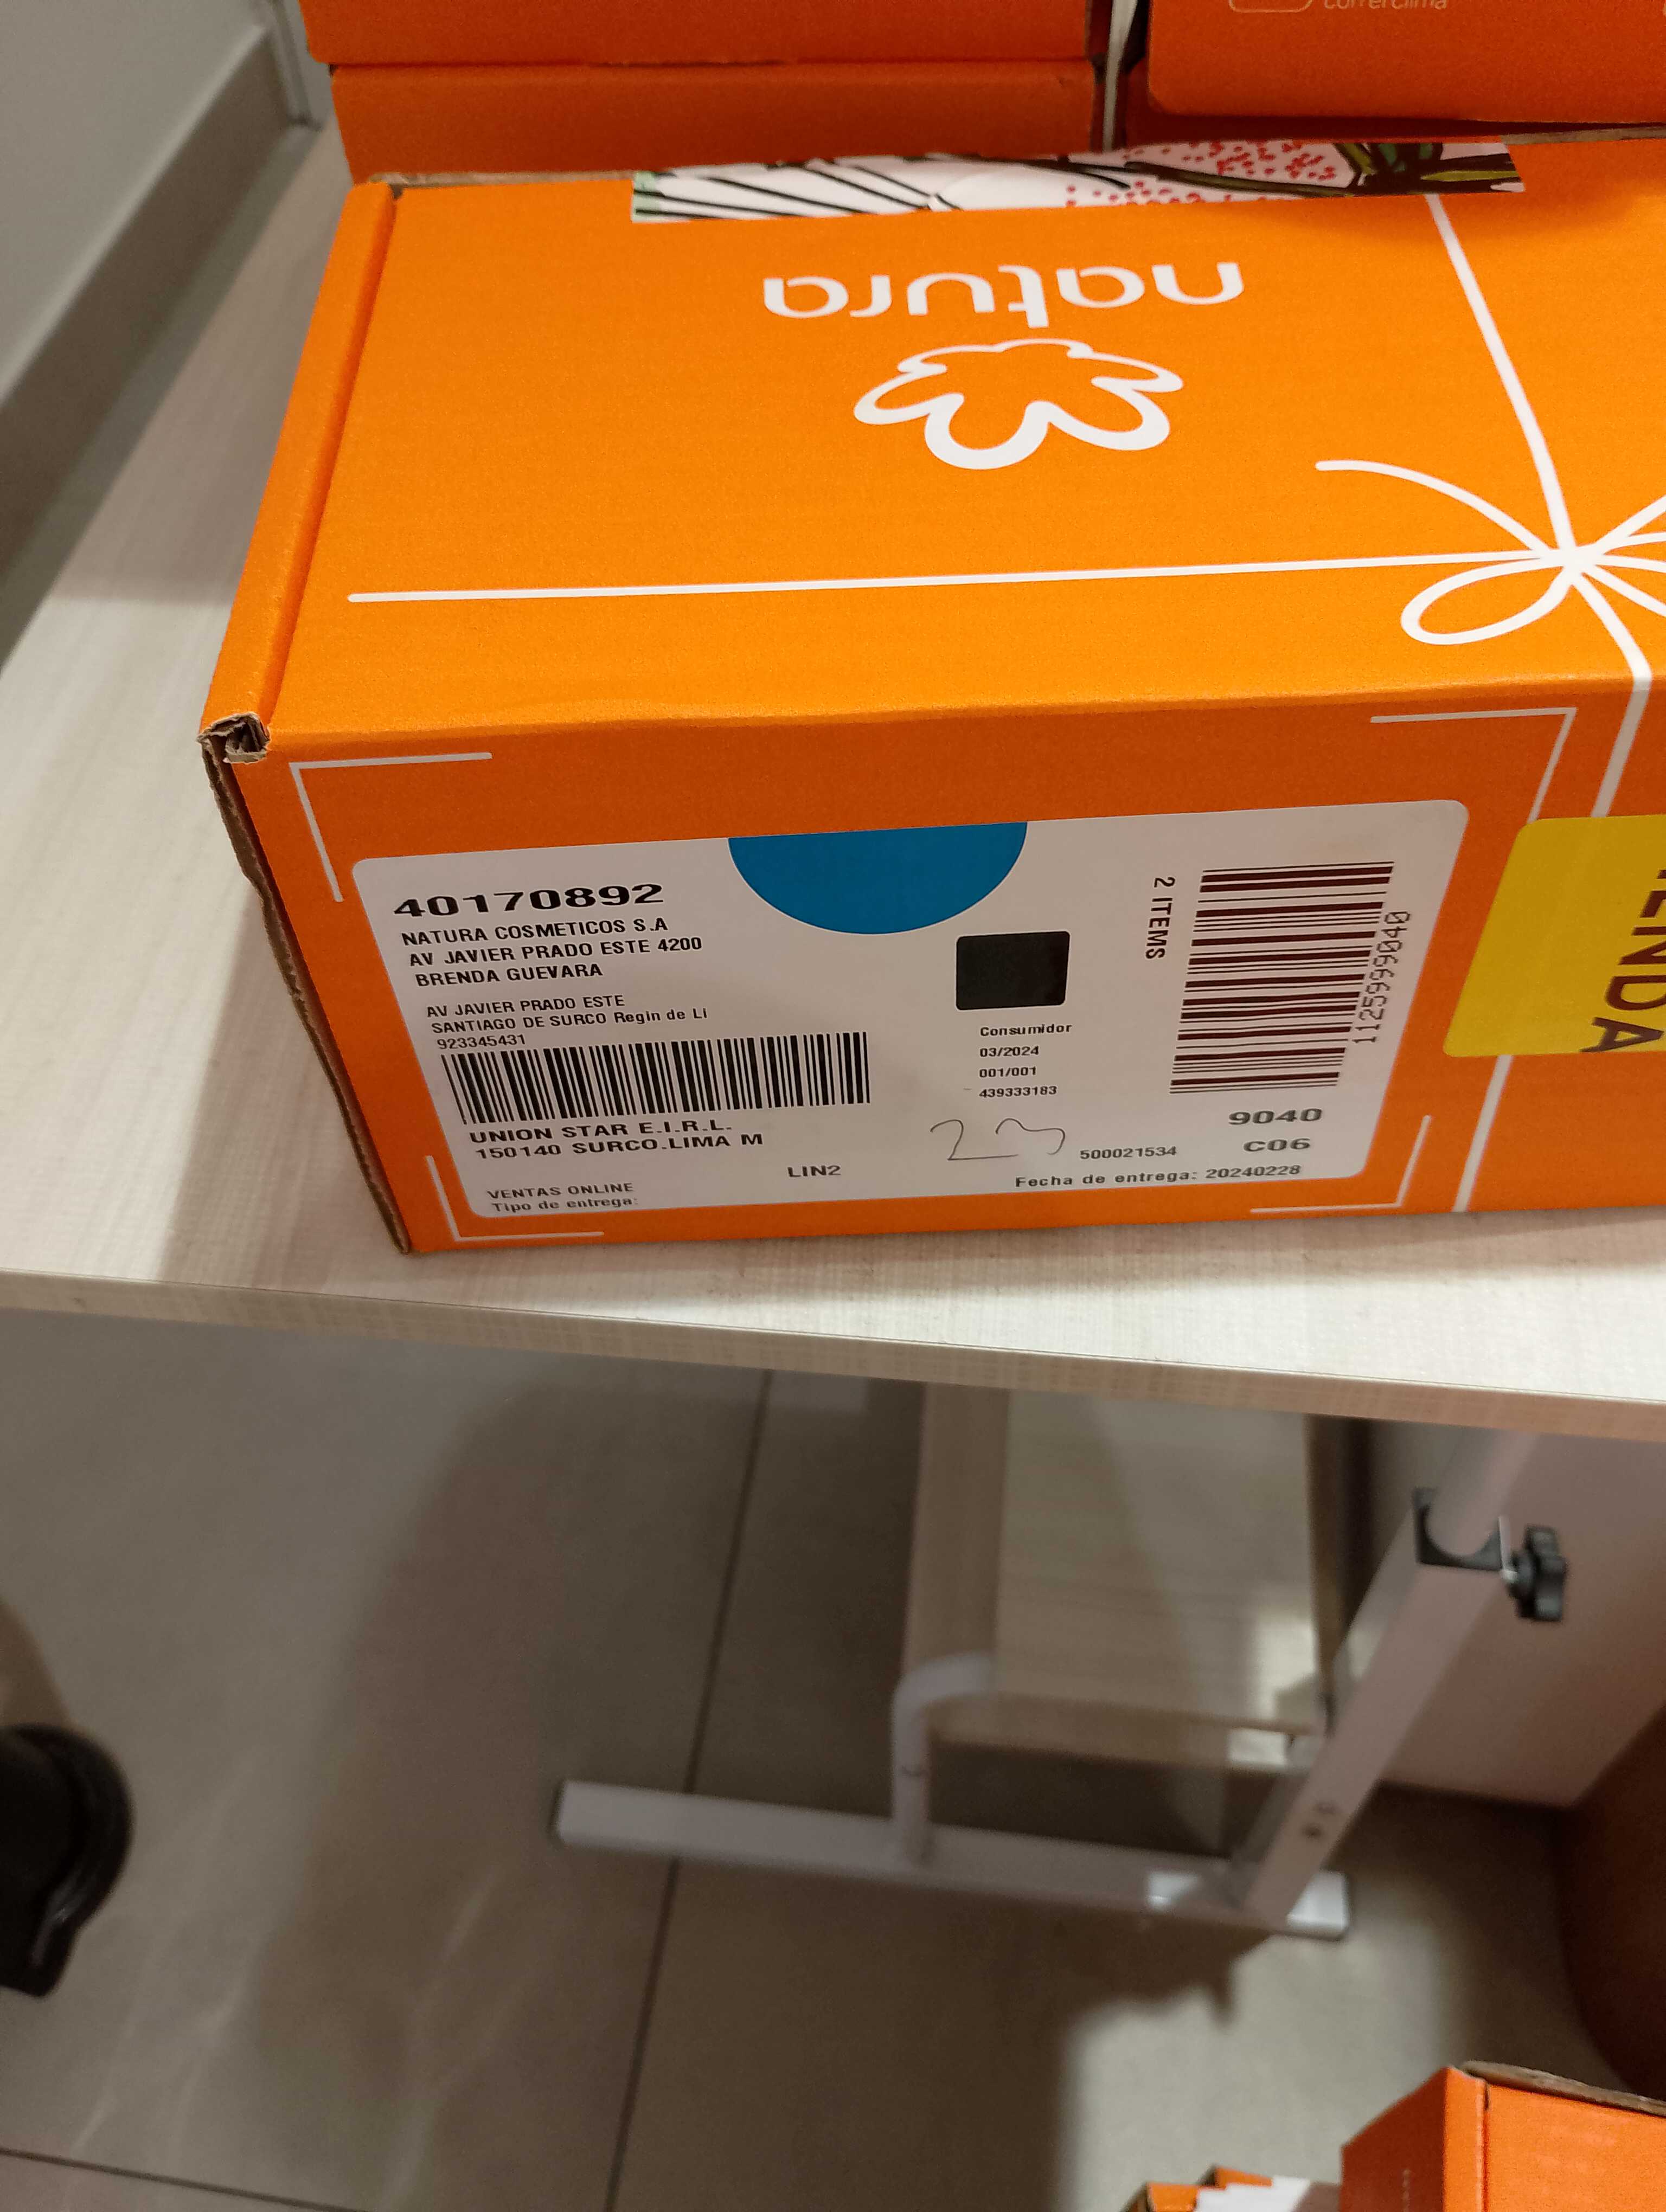 natura
40170892
NATURA COSMETICOS S.A
AV JAVIER PRADO ESTE 4200
BRENDA GUEVARA
AV JAVIER PRADO ESTE
SANTIAGO DE SURCO Regin de Li
923345431
UNION STAR E.I.R.L.
150140 SURCO.LIMA M
LIN2
VENTAS ONLINE
Tipo de entrega:
Consumidor
03/2024
001/001
439333183
23
500021534
Fecha de entrega: 20240228
2 ITEMS
1125999040
9040
C06
ENDA